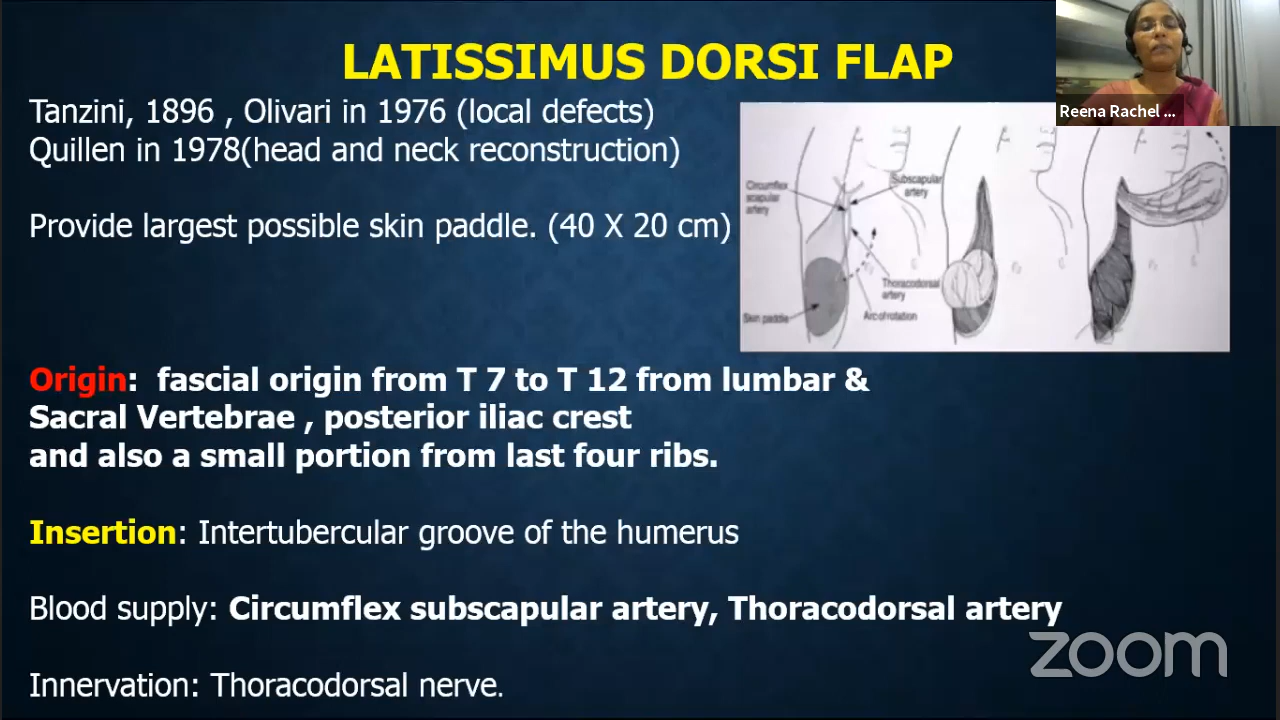 LATISSIMUS DORSI FLAP
Reena Rachel ...
Tanzini, 1896 , Olivari in 1976 (local defects)
Quillen in 1978(head and neck reconstruction)
Provide largest possible skin paddle. (40 X 20 cm)
Circumflex
scapular
artery
Subscapular
artery
Thoracodorsal
artery
Skin paddle
Arc of rotation
Origin: fascial origin from T 7 to T 12 from lumbar &
Sacral Vertebrae , posterior iliac crest
and also a small portion from last four ribs.
Insertion: Intertubercular groove of the humerus
Blood supply: Circumflex subscapular artery, Thoracodorsal artery
zoom
Innervation: Thoracodorsal nerve.